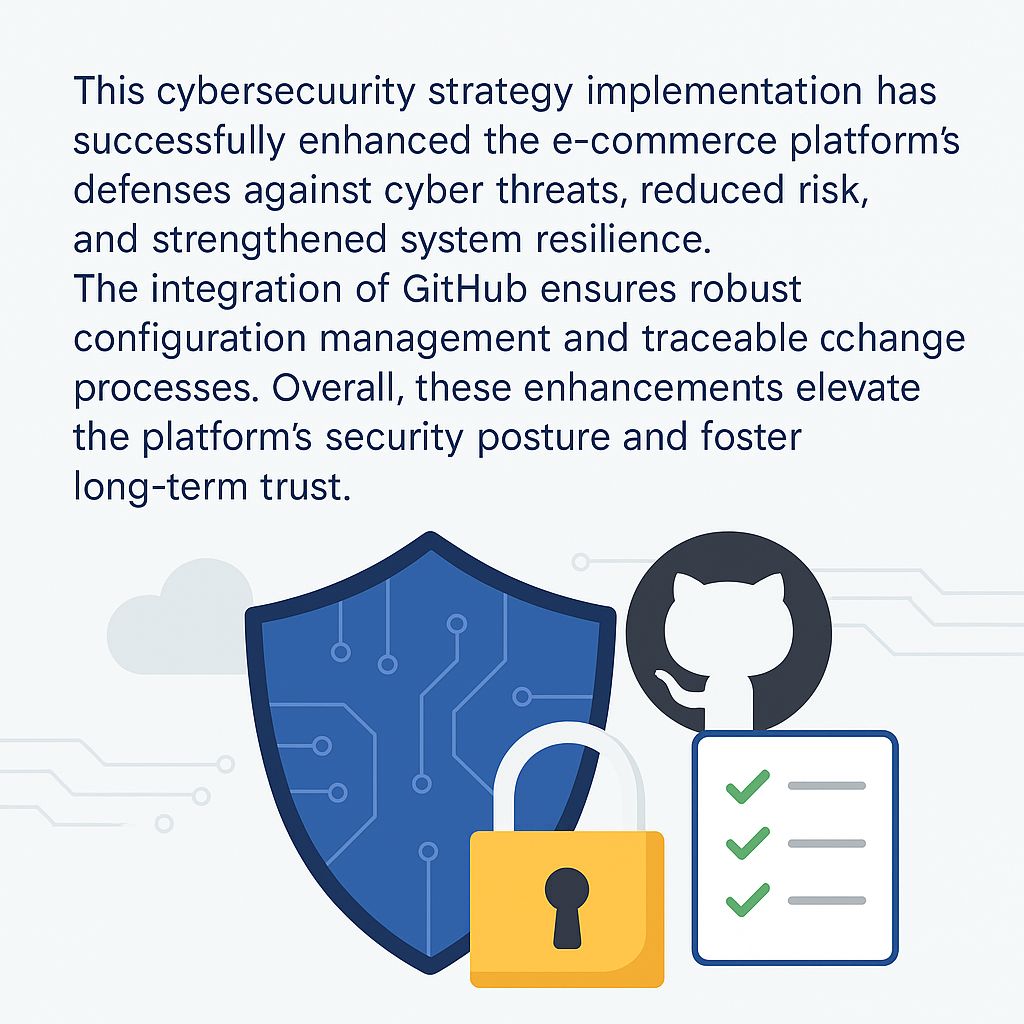 This cybersecuurity strategy implementation has
successfully enhanced the e-commerce platform’s
defenses against cyber threats, reduced risk,
and strengthened system resilience.
The integration of GitHub ensures robust
configuration management and traceable cchange
processes. Overall, these enhancements elevate
the platform’s security posture and foster
long-term trust.